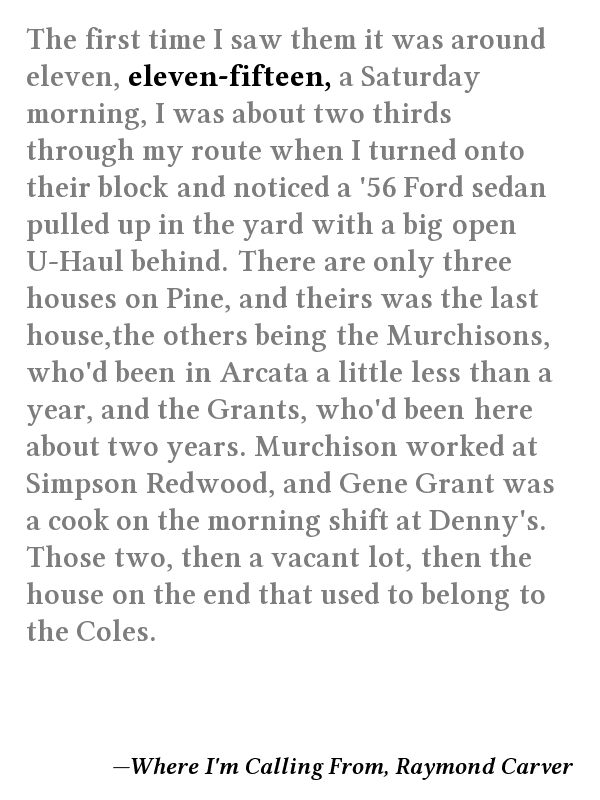 The first time I saw them it was around
eleven, eleven-fifteen, a Saturday
morning, I was about two thirds
through my route when I turned onto
their block and noticed a '56 Ford sedan
pulled up in the yard with a big open
U-Haul behind. There are only three
houses on Pine, and theirs was the last
house,the others being the Murchisons,
who'd been in Arcata a little less than a
year, and the Grants, who'd been here
about two years. Murchison worked at
Simpson Redwood, and Gene Grant was
a cook on the morning shift at Denny's.
Those two, then a vacant lot, then the
house on the end that used to belong to
the Coles.
—Where I'm Calling From, Raymond Carver